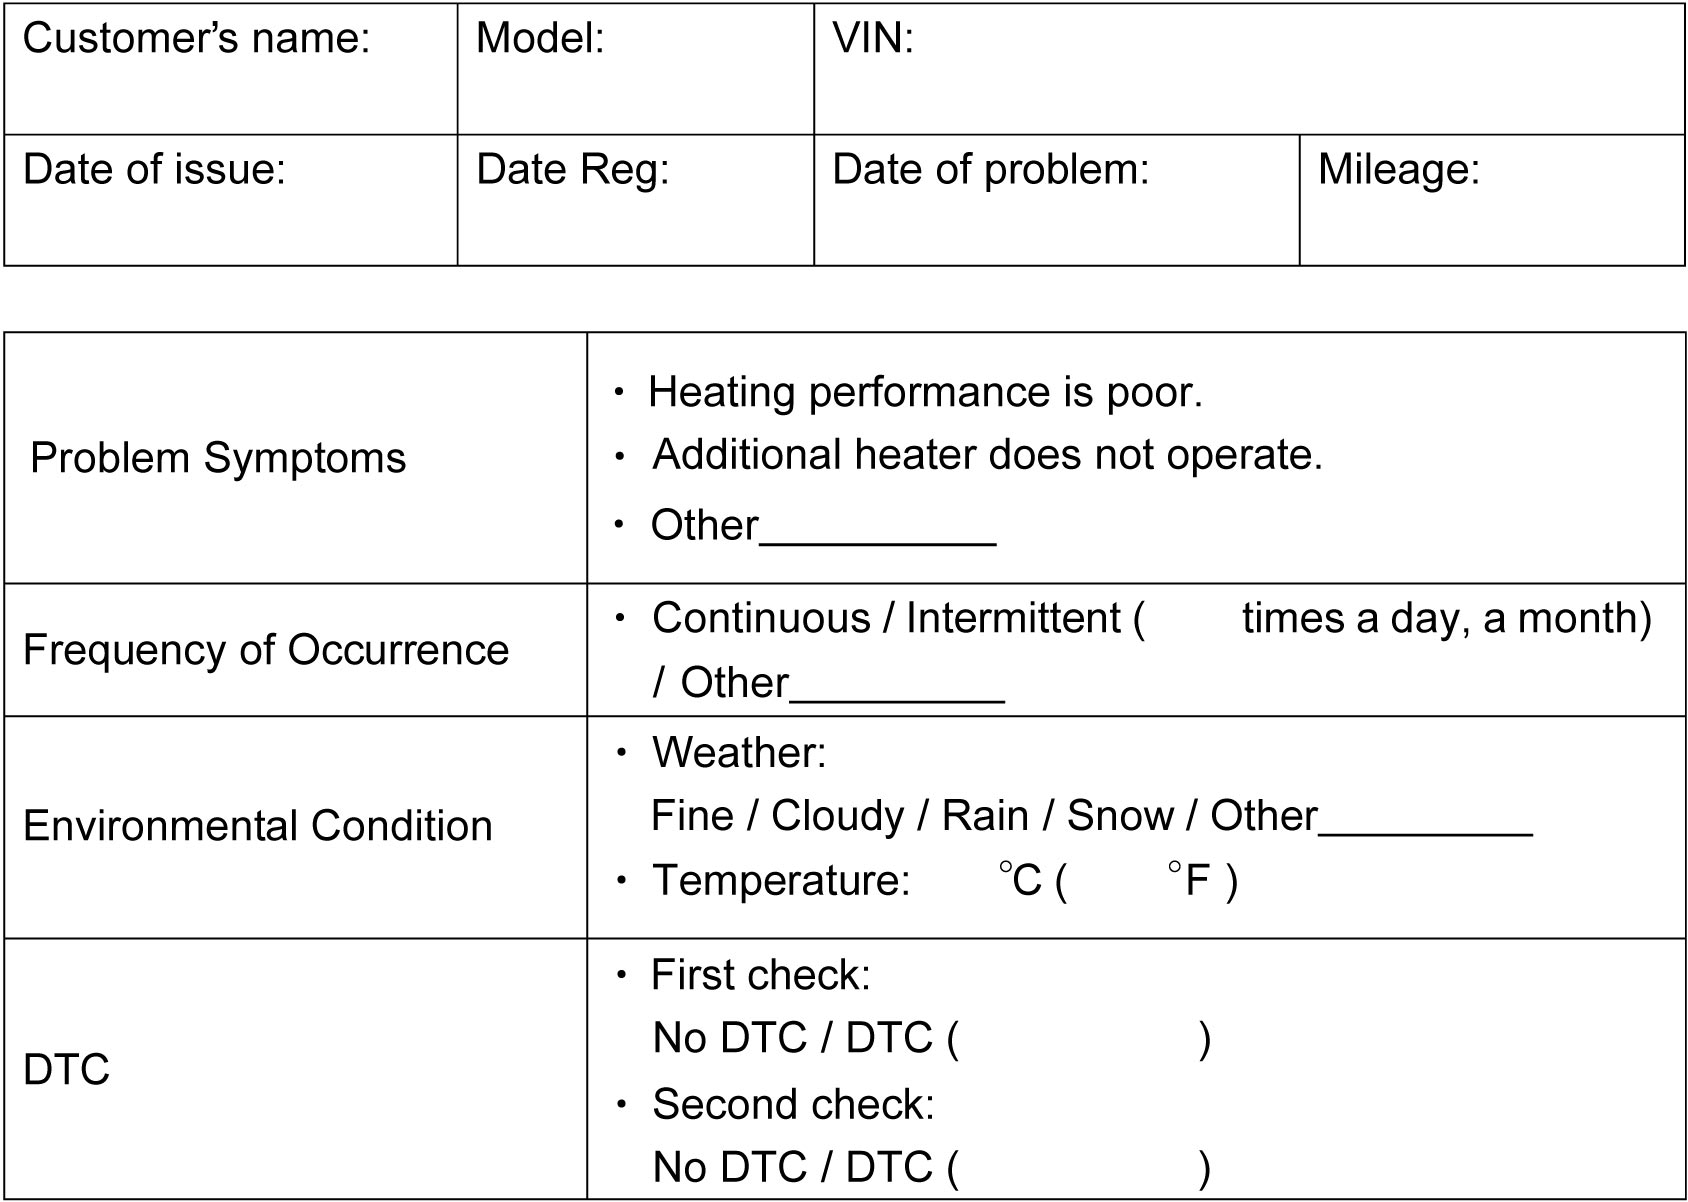 Customer’s name: Model: VIN:
Date of issue: Date Reg: Date of problem: Mileage:
Problem Symptoms
・ Heating performance is poor.
・ Additional heater does not operate.
・ Other__________
Frequency of Occurrence
・ Continuous / Intermittent (      times a day, a month)
/ Other_________
Environmental Condition
・ Weather:
Fine / Cloudy / Rain / Snow / Other_________
・ Temperature:      ℃ (      °F )
DTC
・ First check:
No DTC / DTC (               )
・ Second check:
No DTC / DTC (               )